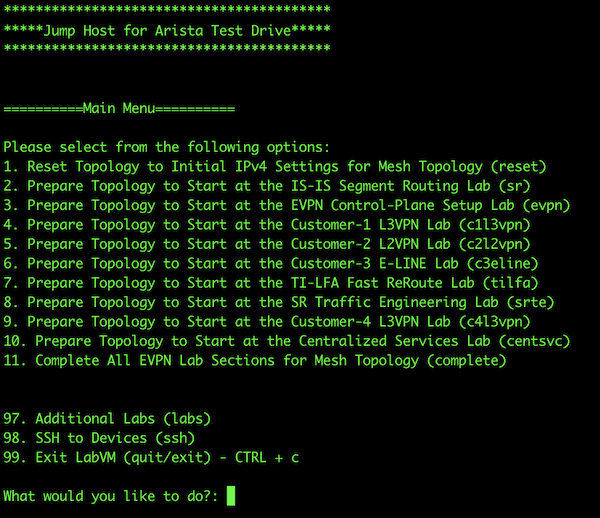 *****************************************
*****Jump Host for Arista Test Drive*****
*****************************************
==========Main Menu==========
Please select from the following options:
1. Reset Topology to Initial IPv4 Settings for Mesh Topology (reset)
2. Prepare Topology to Start at the IS-IS Segment Routing Lab (sr)
3. Prepare Topology to Start at the EVPN Control-Plane Setup Lab (evpn)
4. Prepare Topology to Start at the Customer-1 L3VPN Lab (c1l3vpn)
5. Prepare Topology to Start at the Customer-2 L2VPN Lab (c2l2vpn)
6. Prepare Topology to Start at the Customer-3 E-LINE Lab (c3eline)
7. Prepare Topology to Start at the TI-LFA Fast ReRoute Lab (tilfa)
8. Prepare Topology to Start at the SR Traffic Engineering Lab (srte)
9. Prepare Topology to Start at the Customer-4 L3VPN Lab (c4l3vpn)
10. Prepare Topology to Start at the Centralized Services Lab (centsvc)
11. Complete All EVPN Lab Sections for Mesh Topology (complete)
97. Additional Labs (labs)
98. SSH to Devices (ssh)
99. Exit LabVM (quit/exit) - CTRL + c
What would you like to do?: